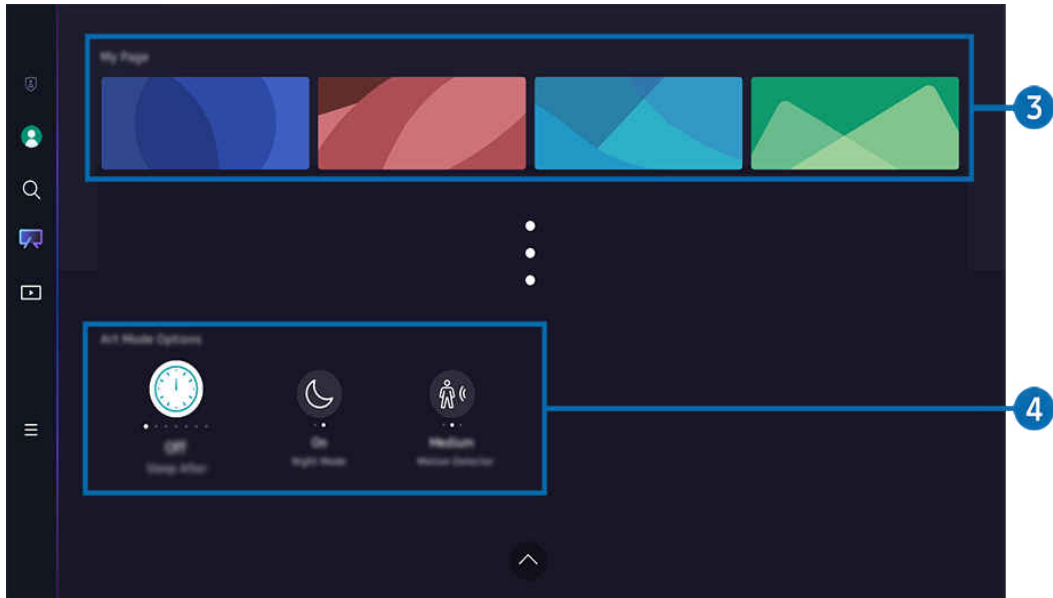 My Page
3
Art Mode Options
4
Off
On
Medium
Sleep After
Night Mode
Motion Detector